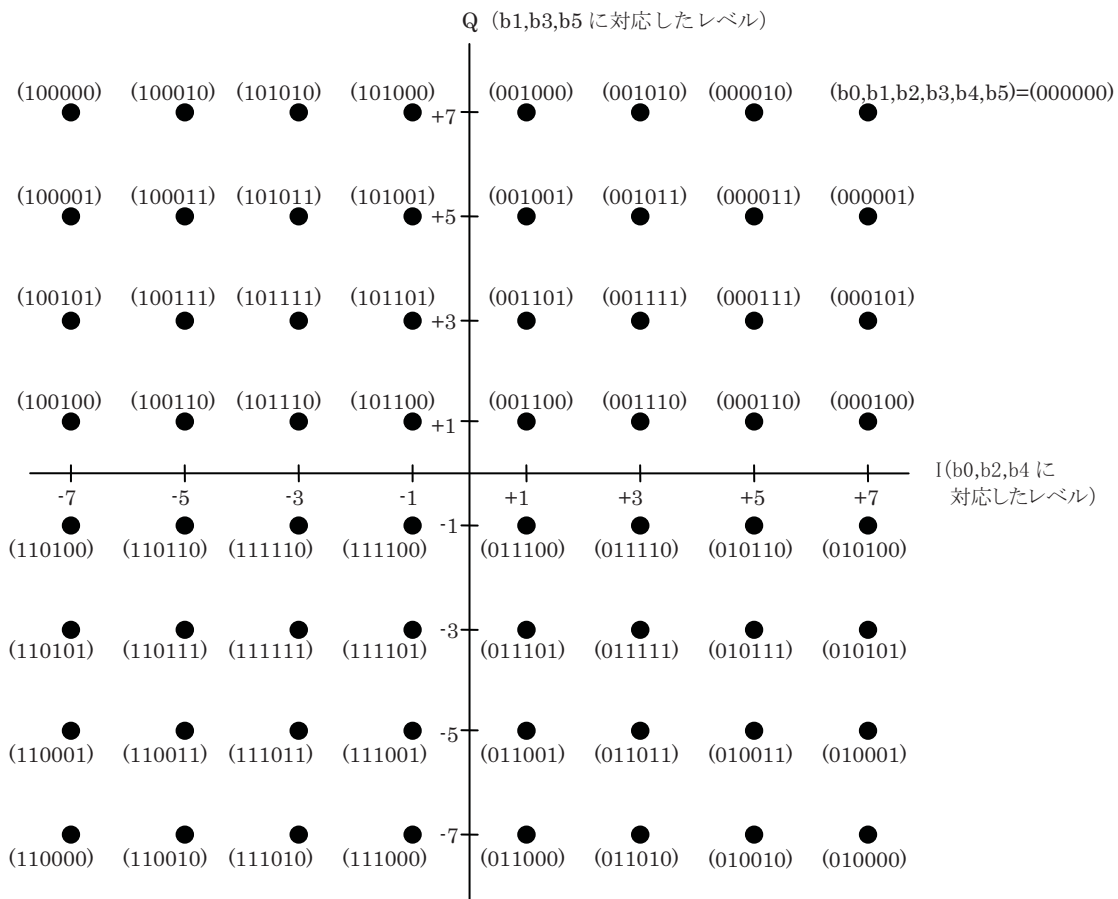 Q (b1,b3,b5 に対応したレベル)
(100000) (100010) (101010) (101000) (001000) (001010) (000010) (b0,b1,b2,b3,b4,b5)=(000000)
+7
(100001) (100011) (101011) (101001) (001001) (001011) (000011) (000001)
+5
(100101) (100111) (101111) (101101) (001101) (001111) (000111) (000101)
+3
(100100) (100110) (101110) (101100) (001100) (001110) (000110) (000100)
+1
I(b0,b2,b4 に
対応したレベル)
-7 -5 -3 -1 +1 +3 +5 +7
-1
(110100) (110110) (111110) (111100) (011100) (011110) (010110) (010100)
-3
(110101) (110111) (111111) (111101) (011101) (011111) (010111) (010101)
-5
(110001) (110011) (111011) (111001) (011001) (011011) (010011) (010001)
-7
(110000) (110010) (111010) (111000) (011000) (011010) (010010) (010000)